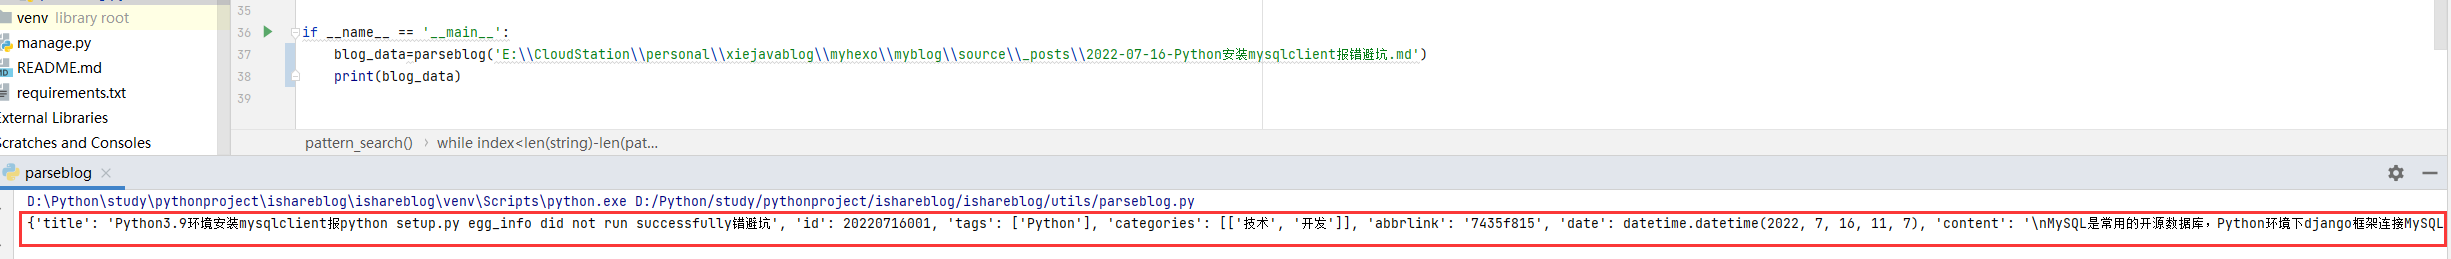 35
venv library root
36 if __name__ == '__main__':
manage.py
37 blog_data=parseblog('E:\\CloudStation\\personal\\xiejavablog\\myhexo\\myblog\\source\\_posts\\2022-07-16-Python安装mysqlclient报错避坑.md')
README.md
38 print(blog_data)
requirements.txt
39
External Libraries
Scratches and Consoles
pattern_search() › while index<len(string)-len(pat...
parseblog ×
D:\Python\study\pythonproject\ishareblog\ishareblog\venv\Scripts\python.exe D:/Python/study/pythonproject/ishareblog/ishareblog/utils/parseblog.py
{'title': 'Python3.9环境安装mysqlclient报python setup.py egg_info did not run successfully错避坑', 'id': 20220716001, 'tags': ['Python'], 'categories': [['技术', '开发']], 'abbrlink': '7435f815', 'date': datetime.datetime(2022, 7, 16, 11, 7), 'content': '\nMySQL是常用的开源数据库，Python环境下django框架连接MySQL